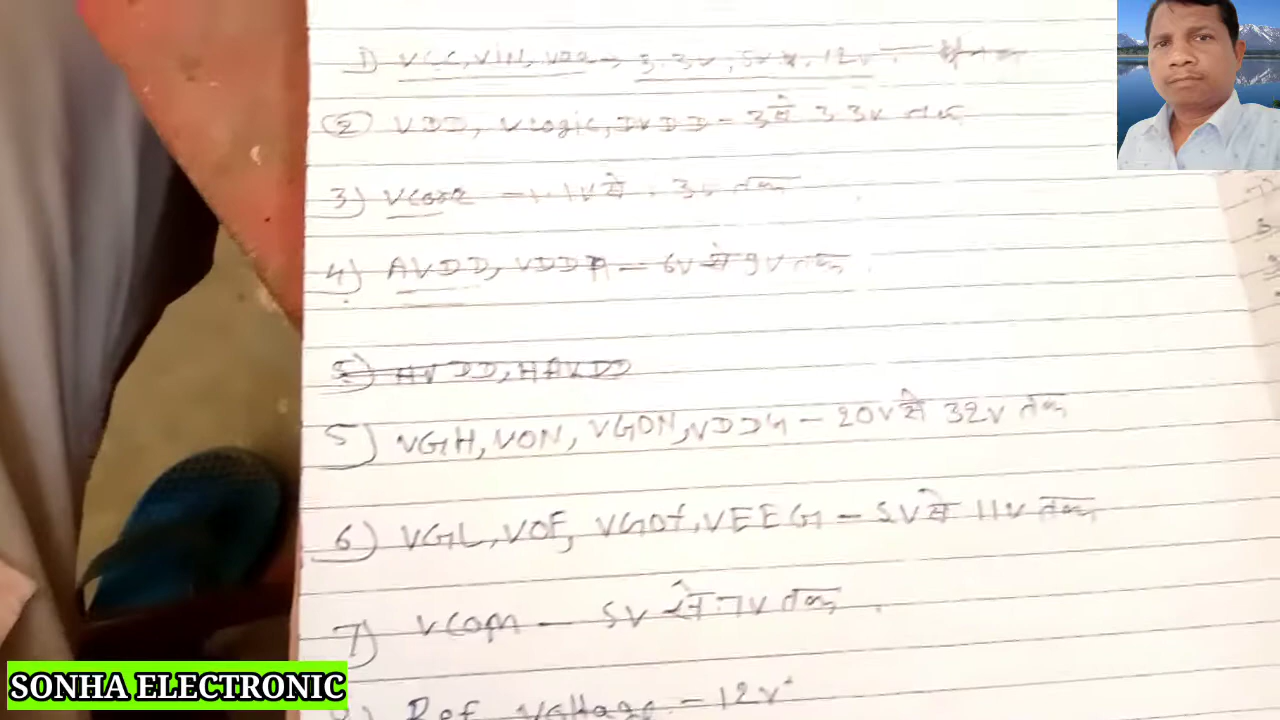 1) VCC, VIN, VDD → 3.3v, 5v, 12v
(2) VDD, VLogic, DVDD - 3 से 3.3v तक
3) Vcore - 1.1v से 3v तक
4) AVDD, VDDA - 6v से 9v तक
5) HVDD, HAVDD
5) VGH, VON, VGON, VDDG - 20v से 32v तक
6) VGL, VOF, VGOf, VEEG - 5v से 11v तक
7) Vcom - 5v से 7v तक
Ref voltage - 12v
SONHA ELECTRONIC